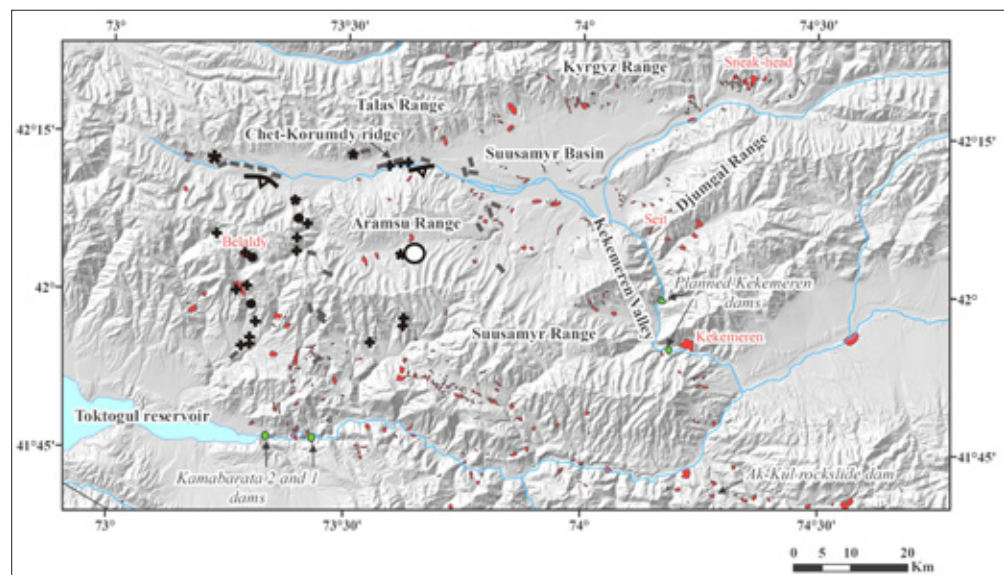 73°
73°30'
74°
74°30'
Kyrgyz Range
Sneak-head
Talas Range
42°15'
Chet-Korumdy ridge
42°15'
Suusamyr Basin
Djumgal Range
Aramsu Range
Seit
Belaldy
Kekemeren Valley
42°
Planned Kekemeren
dams
42°
Suusamyr Range
Kekemeren
Toktogul reservoir
41°45'
41°45'
Kamabarata 2 and 1
dams
Ak-Kul rockslide dam
73°
73°30'
74°
74°30'
0 5 10 20
Km